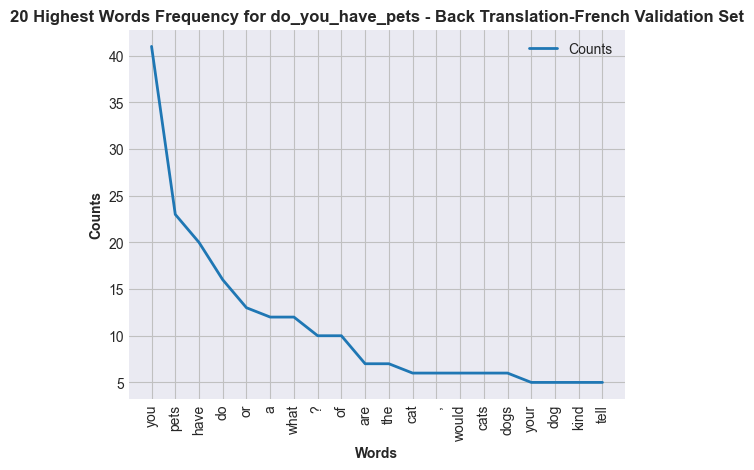 20 Highest Words Frequency for do_you_have_pets - Back Translation-French Validation Set
Counts
40
35
30
25
20
15
10
5
Counts
you
pets
have
do
or
a
what
?
of
are
the
cat
,
would
cats
dogs
your
dog
kind
tell
Words